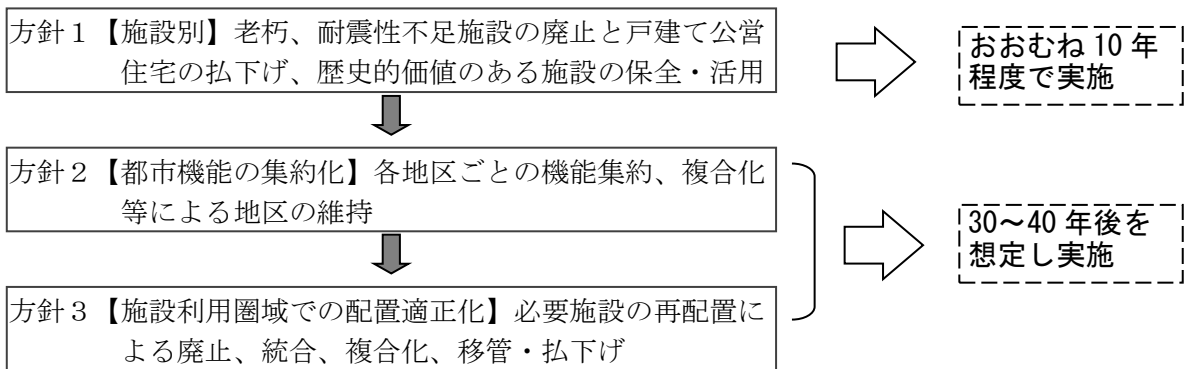 方針１【施設別】老朽、耐震性不足施設の廃止と戸建て公営
住宅の払下げ、歴史的価値のある施設の保全・活用
おおむね 10 年
程度で実施
方針２【都市機能の集約化】各地区ごとの機能集約、複合化
等による地区の維持
30～40 年後を
想定し実施
方針３【施設利用圏域での配置適正化】必要施設の再配置に
よる廃止、統合、複合化、移管・払下げ